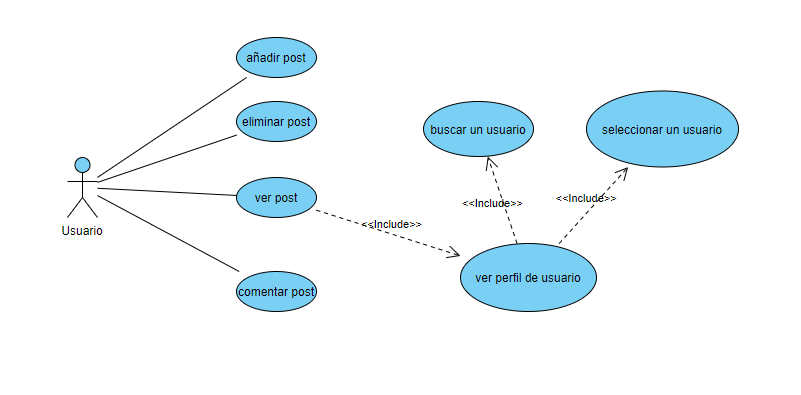 añadir post
eliminar post
buscar un usuario
seleccionar un usuario
ver post
<<Include>>
<<Include>>
<<Include>>
Usuario
ver perfil de usuario
comentar post